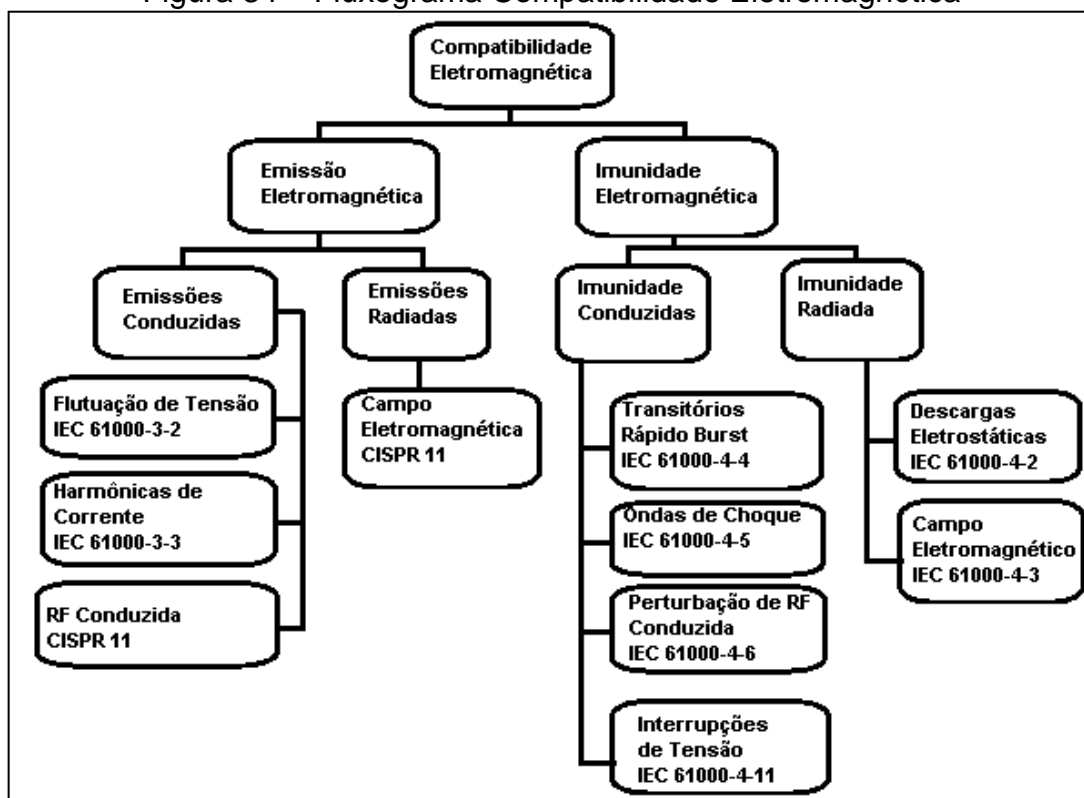 Figura 34 – Fluxograma Compatibilidade Eletromagnética
Compatibilidade
Eletromagnética
Emissão
Eletromagnética
Imunidade
Eletromagnética
Emissões
Conduzidas
Emissões
Radiadas
Imunidade
Conduzidas
Imunidade
Radiada
Flutuação de Tensão
IEC 61000-3-2
Harmônicas de
Corrente
IEC 61000-3-3
RF Conduzida
CISPR 11
Campo
Eletromagnética
CISPR 11
Transitórios
Rápido Burst
IEC 61000-4-4
Ondas de Choque
IEC 61000-4-5
Perturbação de RF
Conduzida
IEC 61000-4-6
Interrupções
de Tensão
IEC 61000-4-11
Descargas
Eletrostáticas
IEC 61000-4-2
Campo
Eletromagnético
IEC 61000-4-3